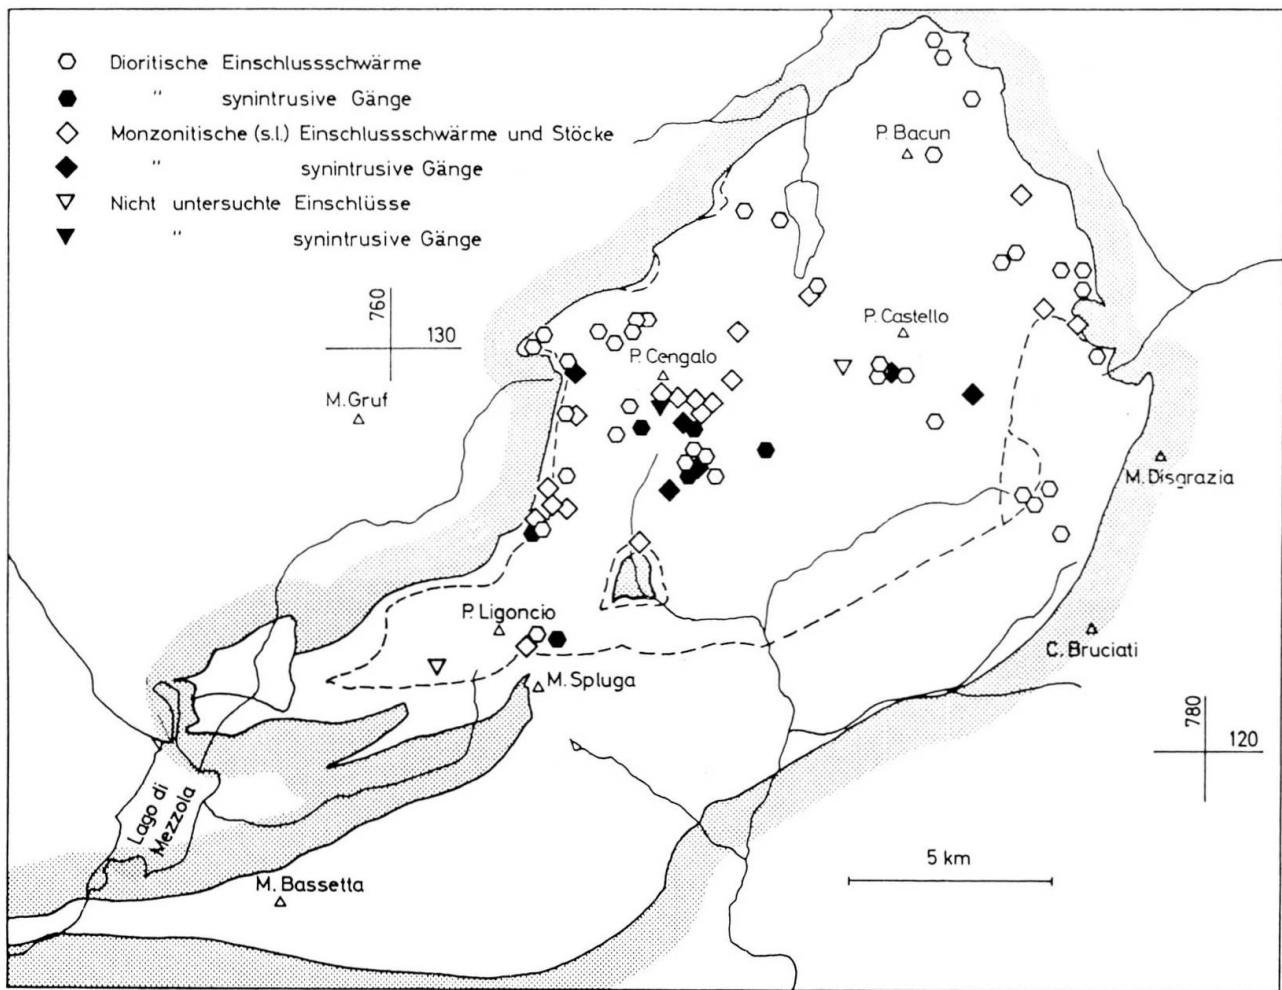 Dioritische Einschlussschwärme
" synintrusive Gänge
Monzonitische (s.l.) Einschlussschwärme und Stöcke
" synintrusive Gänge
Nicht untersuchte Einschlüsse
" synintrusive Gänge
P. Bacun
760
130
P. Castello
P. Cengalo
M. Gruf
M. Disgrazia
P. Ligoncio
C. Bruciati
M. Spluga
780
120
Lago di
Mezzola
5 km
M. Bassetta